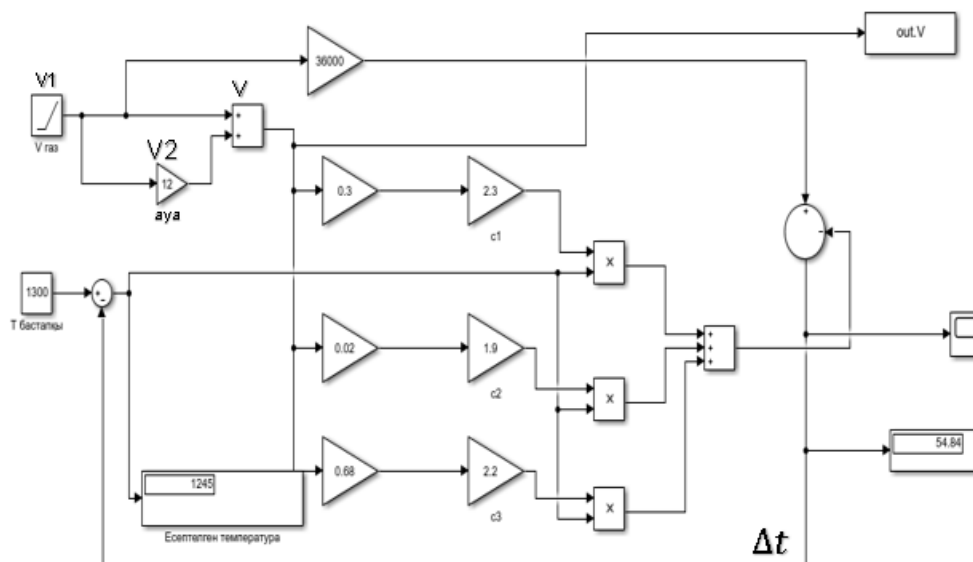 out.V
36000
V1
V
V газ
V2
12
aya
+
+
0.3
2.3
c1
X
+
-
1300
T бастапқы
+
-
0.02
1.9
c2
X
+
+
+
1245
Есептелген температура
0.68
2.2
c3
X
54.84
Δt